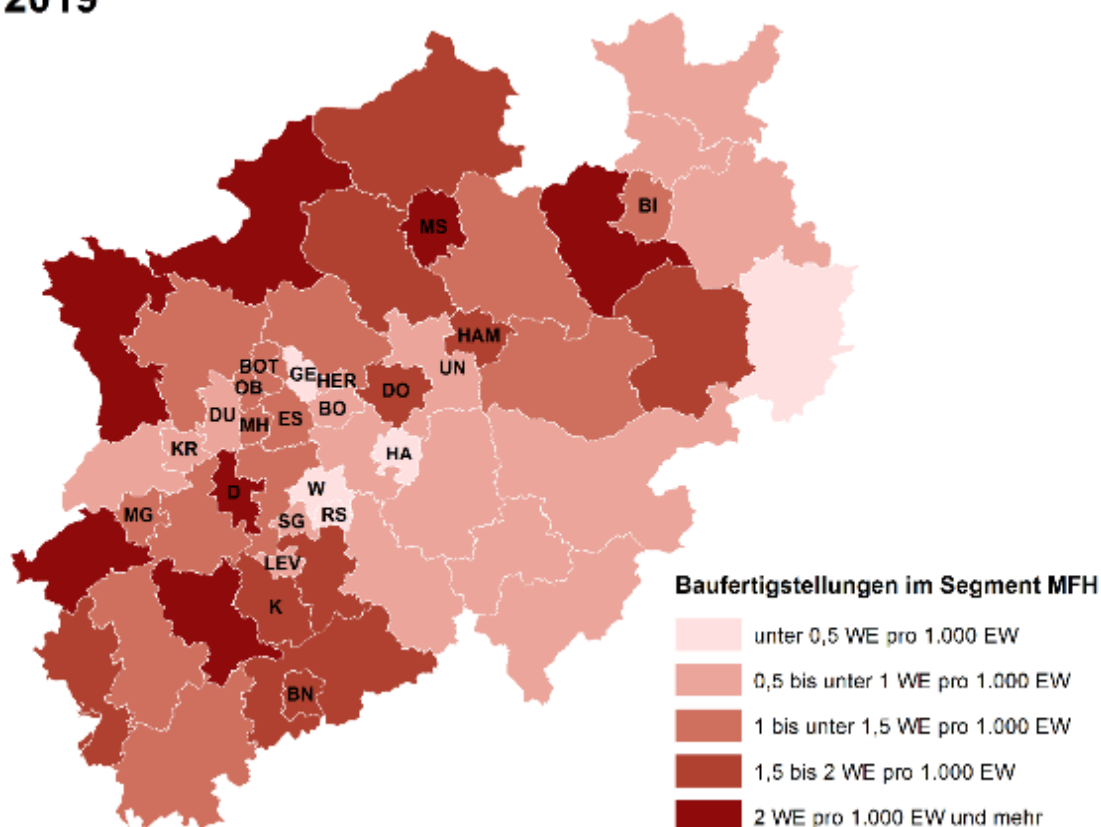 2019
MS
BI
HAM
UN
BOT
GE
HER
OB
DO
DU
BO
MH
ES
KR
HA
D
W
MG
SG
RS
LEV
K
BN
Baufertigstellungen im Segment MFH
unter 0,5 WE pro 1.000 EW
0,5 bis unter 1 WE pro 1.000 EW
1 bis unter 1,5 WE pro 1.000 EW
1,5 bis 2 WE pro 1.000 EW
2 WE pro 1.000 EW und mehr